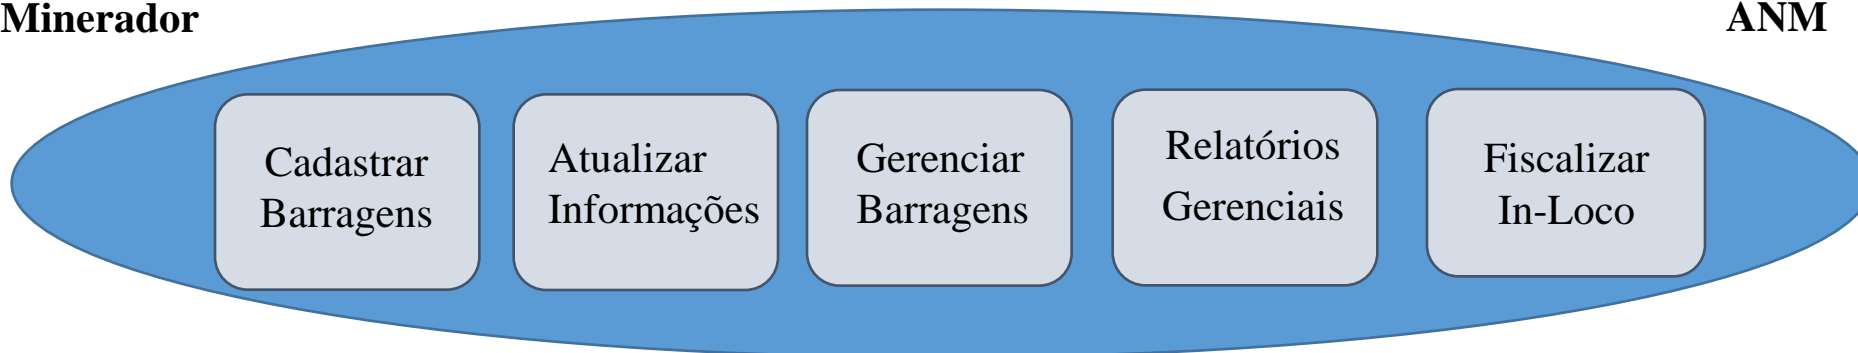 Minerador
ANM
Cadastrar
Barragens
Atualizar
Informações
Gerenciar
Barragens
Relatórios
Gerenciais
Fiscalizar
In-Loco